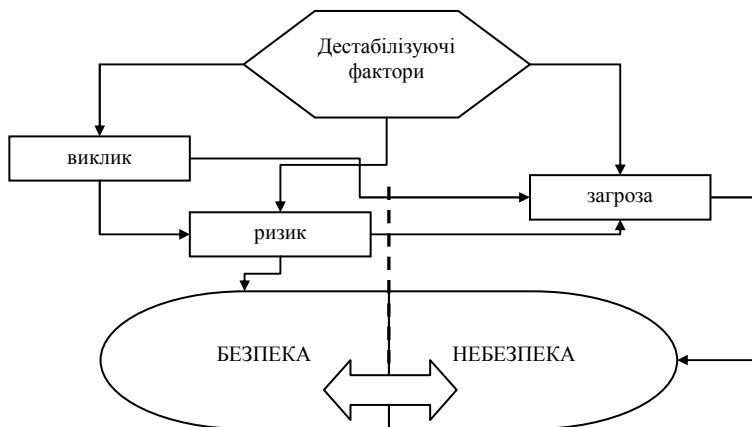 Дестабілізуючі
фактори
виклик
загроза
ризик
БЕЗПЕКА
НЕБЕЗПЕКА